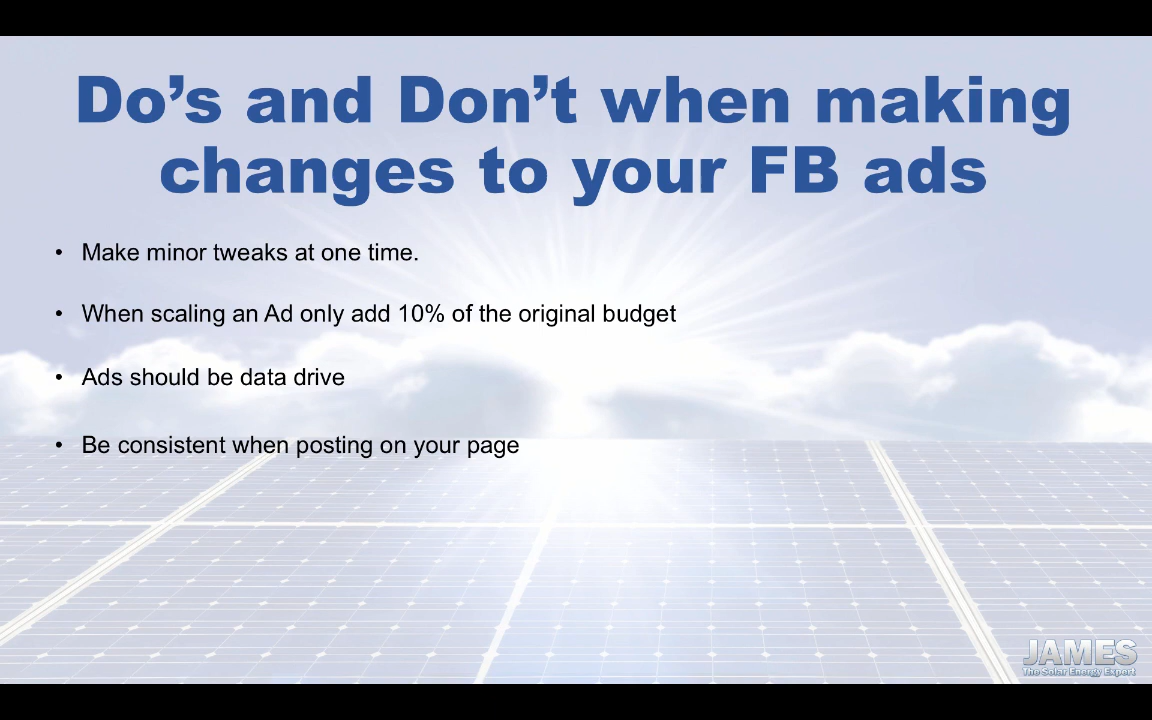 Do’s and Don’t when making
changes to your FB ads
• Make minor tweaks at one time.
• When scaling an Ad only add 10% of the original budget
• Ads should be data drive
• Be consistent when posting on your page
JAMES
The Solar Energy Expert